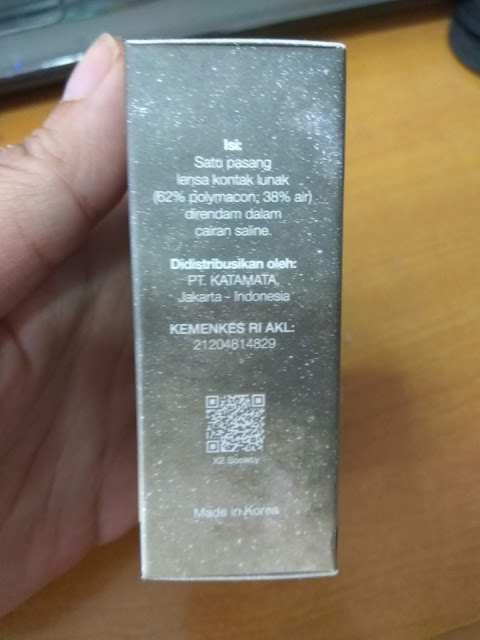 Isi:
Satu pasang
lensa kontak lunak
(62% polymacon; 38% air)
direndam dalam
cairan saline.
Didistribusikan oleh:
PT. KATAMATA,
Jakarta - Indonesia
KEMENKES RI AKL:
21204814829
X2 Society
Made in Korea